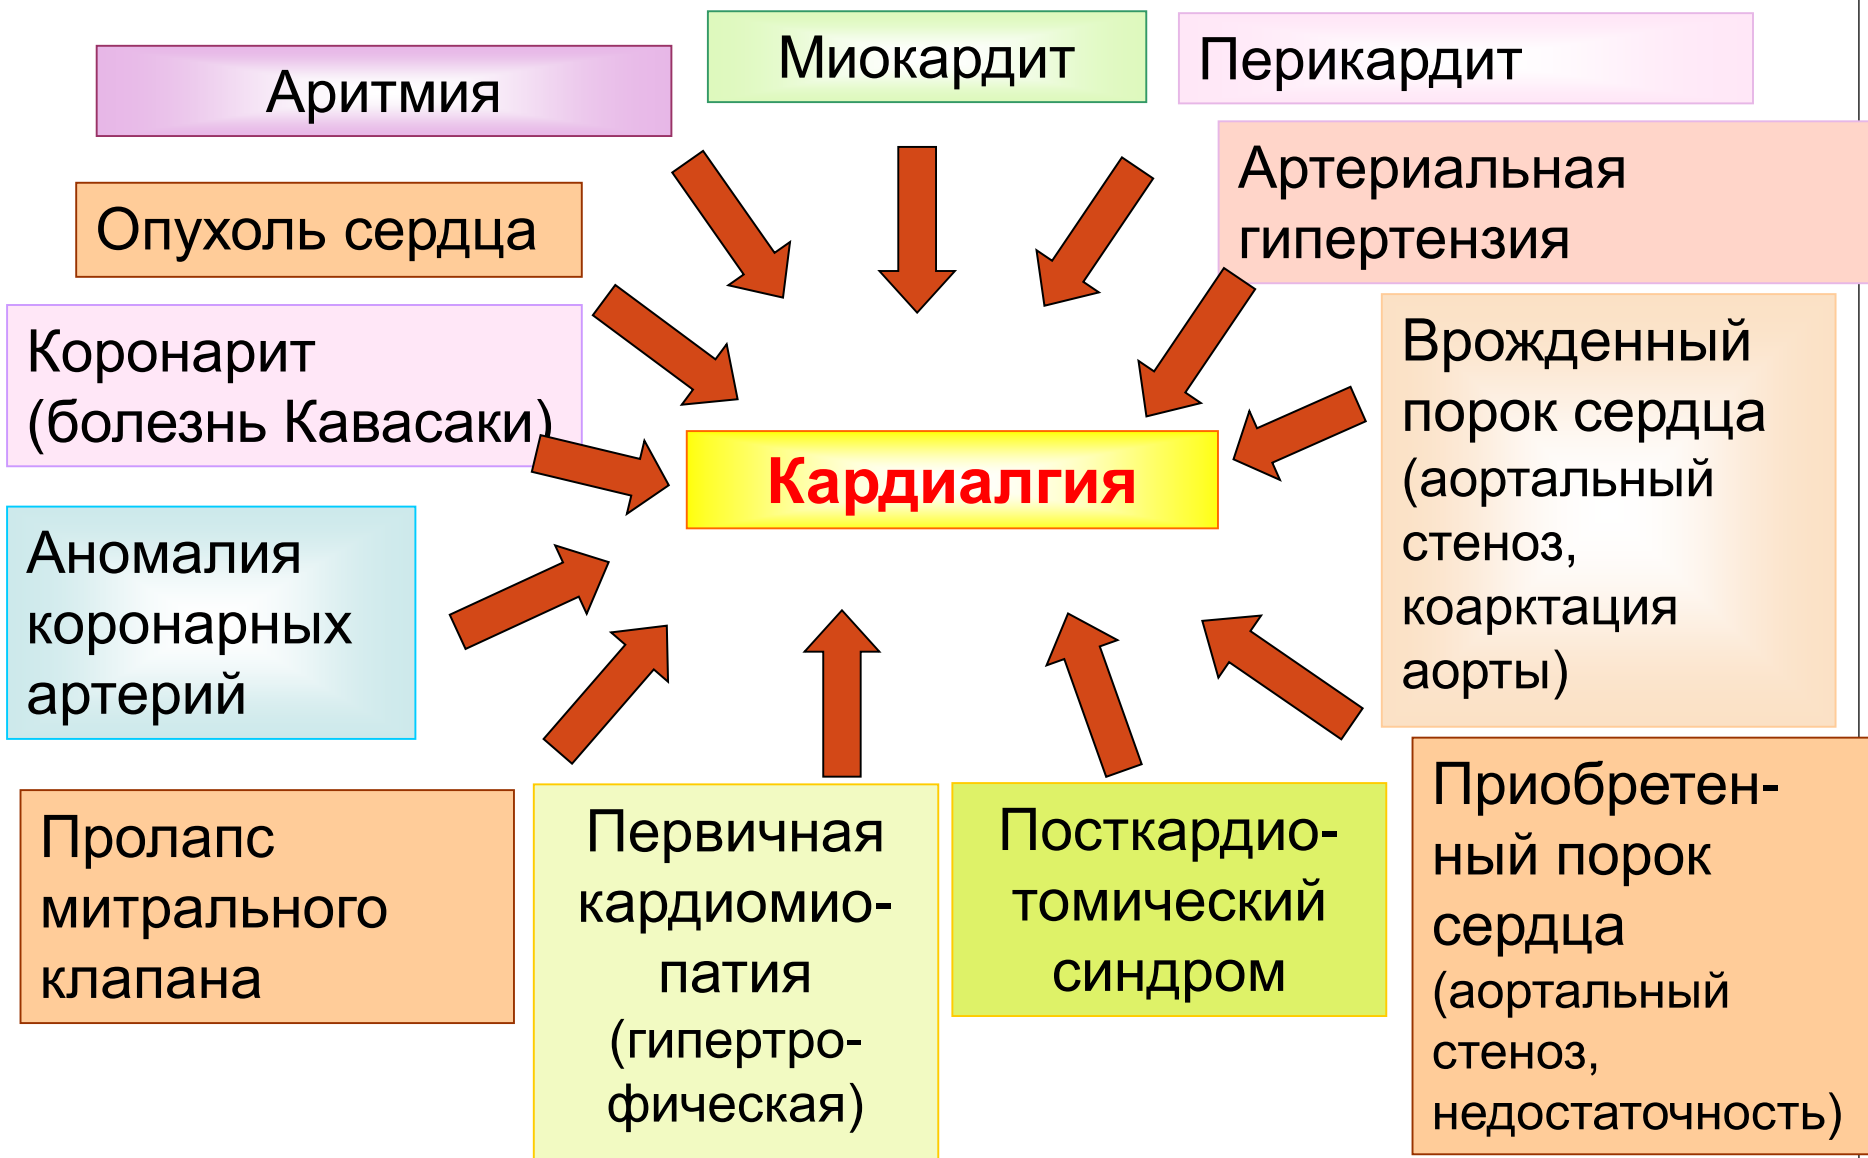 Аритмия
Миокардит
Перикардит
Артериальная
гипертензия
Опухоль сердца
Коронарит
(болезнь Кавасаки)
Врожденный
порок сердца
(аортальный
стеноз,
коарктация
аорты)
Кардиалгия
Аномалия
коронарных
артерий
Пролапс
митрального
клапана
Первичная
кардиомио-
патия
(гипертро-
фическая)
Посткардио-
томический
синдром
Приобретен-
ный порок
сердца
(аортальный
стеноз,
недостаточность)